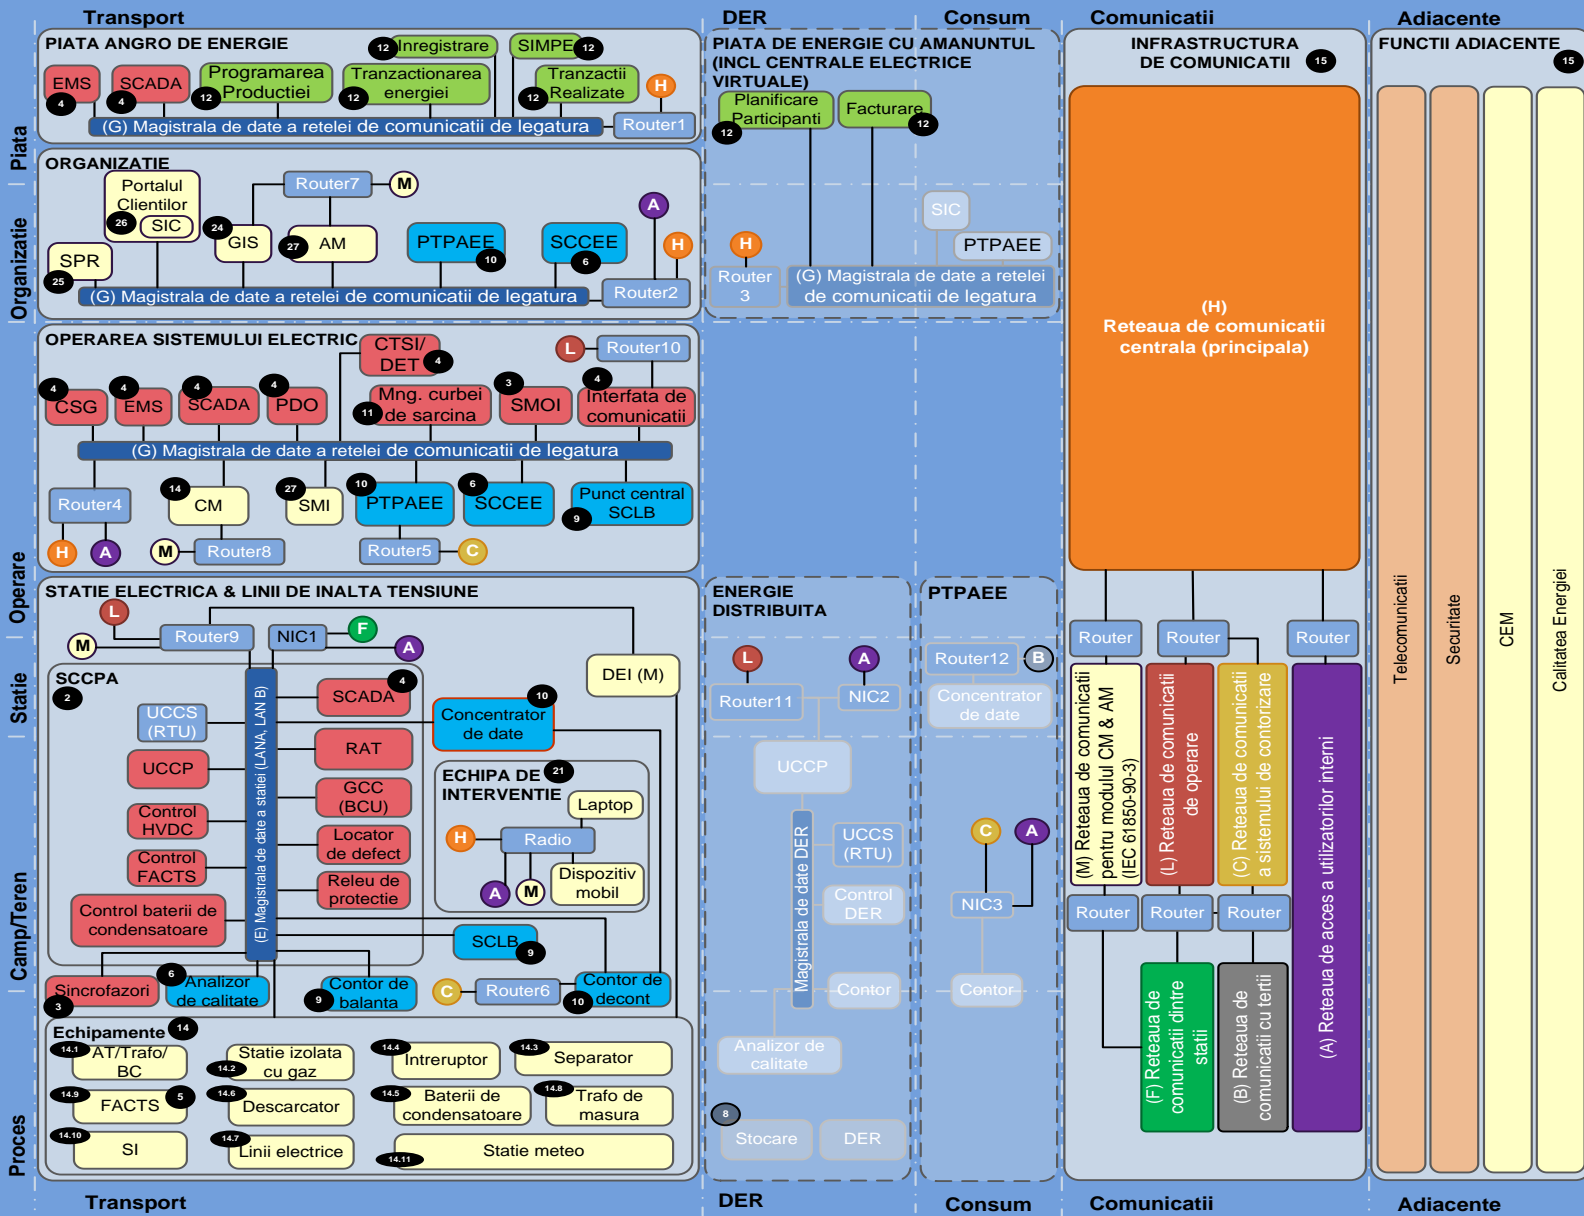 Transport
DER
Consum
Comunicatii
Adiacente
Piata
Organizatie
Operare
Statie
Camp/Teren
Proces
PIATA ANGRO DE ENERGIE
EMS
4
SCADA
4
Programarea
Productiei
12
12
Inregistrare
Tranzactionarea
energiei
12
SIMPE
12
Tranzactii
Realizate
12
H
(G) Magistrala de date a retelei de comunicatii de legatura
Router1
PIATA DE ENERGIE CU AMANUNTUL
(INCL CENTRALE ELECTRICE
VIRTUALE)
Planificare
Participanti
12
Facturare
12
SIC
PTPAEE
H
Router
3
(G) Magistrala de date a retelei
de comunicatii de legatura
ORGANIZATIE
Portalul
Clientilor
26
SIC
SPR
25
24
GIS
Router7
M
27
AM
PTPAEE
10
SCCEE
6
A
H
(G) Magistrala de date a retelei de comunicatii de legatura
Router2
OPERAREA SISTEMULUI ELECTRIC
4
CSG
4
EMS
4
SCADA
4
PDO
CTSI/
DET
4
Mng. curbei
de sarcina
11
3
SMOI
L
Router10
4
Interfata de
comunicatii
(G) Magistrala de date a retelei de comunicatii de legatura
Router4
H
A
14
CM
M
Router8
27
SMI
10
PTPAEE
Router5
C
6
SCCEE
Punct central
SCLB
9
STATIE ELECTRICA & LINII DE INALTA TENSIUNE
L
M
Router9
NIC1
F
A
DEI (M)
SCCPA
2
UCCS
(RTU)
UCCP
Control
HVDC
Control
FACTS
Control baterii de
condensatoare
(E) Magistrala de date a statiei (LANA, LAN B)
SCADA
4
RAT
GCC
(BCU)
Locator
de defect
Releu de
protectie
10
Concentrator
de date
ECHIPA DE
INTERVENTIE
21
Laptop
H
Radio
A
M
Dispozitiv
mobil
SCLB
9
Sincrofazori
3
6
Analizor
de calitate
Contor de
balanta
9
C
Router6
Contor de
decont
10
Echipamente
14
14.1
AT/Trafo/
BC
Statie izolata
cu gaz
14.2
14.4
Intreruptor
14.3
Separator
14.9
FACTS
5
14.6
Descarcator
14.5
Baterii de
condensatoare
14.8
Trafo de
masura
14.10
SI
14.7
Linii electrice
14.11
Statie meteo
ENERGIE
DISTRIBUITA
L
A
Router11
NIC2
UCCP
Magistrala de date DER
UCCS
(RTU)
Control
DER
Contor
Analizor de
calitate
8
Stocare
DER
PTPAEE
Router12
B
Concentrator
de date
C
A
NIC3
Contor
INFRASTRUCTURA
DE COMUNICATII
15
(H)
Reteaua de comunicatii
centrala (principala)
Router
Router
Router
(M) Reteaua de comunicatii
pentru modulul CM & AM
(IEC 61850-90-3)
(L) Reteaua de comunicatii
de operare
(C) Reteaua de comunicatii
a sistemului de contorizare
(A) Reteaua de acces a utilizatorilor interni
Router
Router
Router
(F) Reteaua de
comunicatii dintre
statii
(B) Reteaua de
comunicatii cu tertii
FUNCTII ADIACENTE
15
Telecomunicatii
Securitate
CEM
Calitatea Energiei
Transport
DER
Consum
Comunicatii
Adiacente